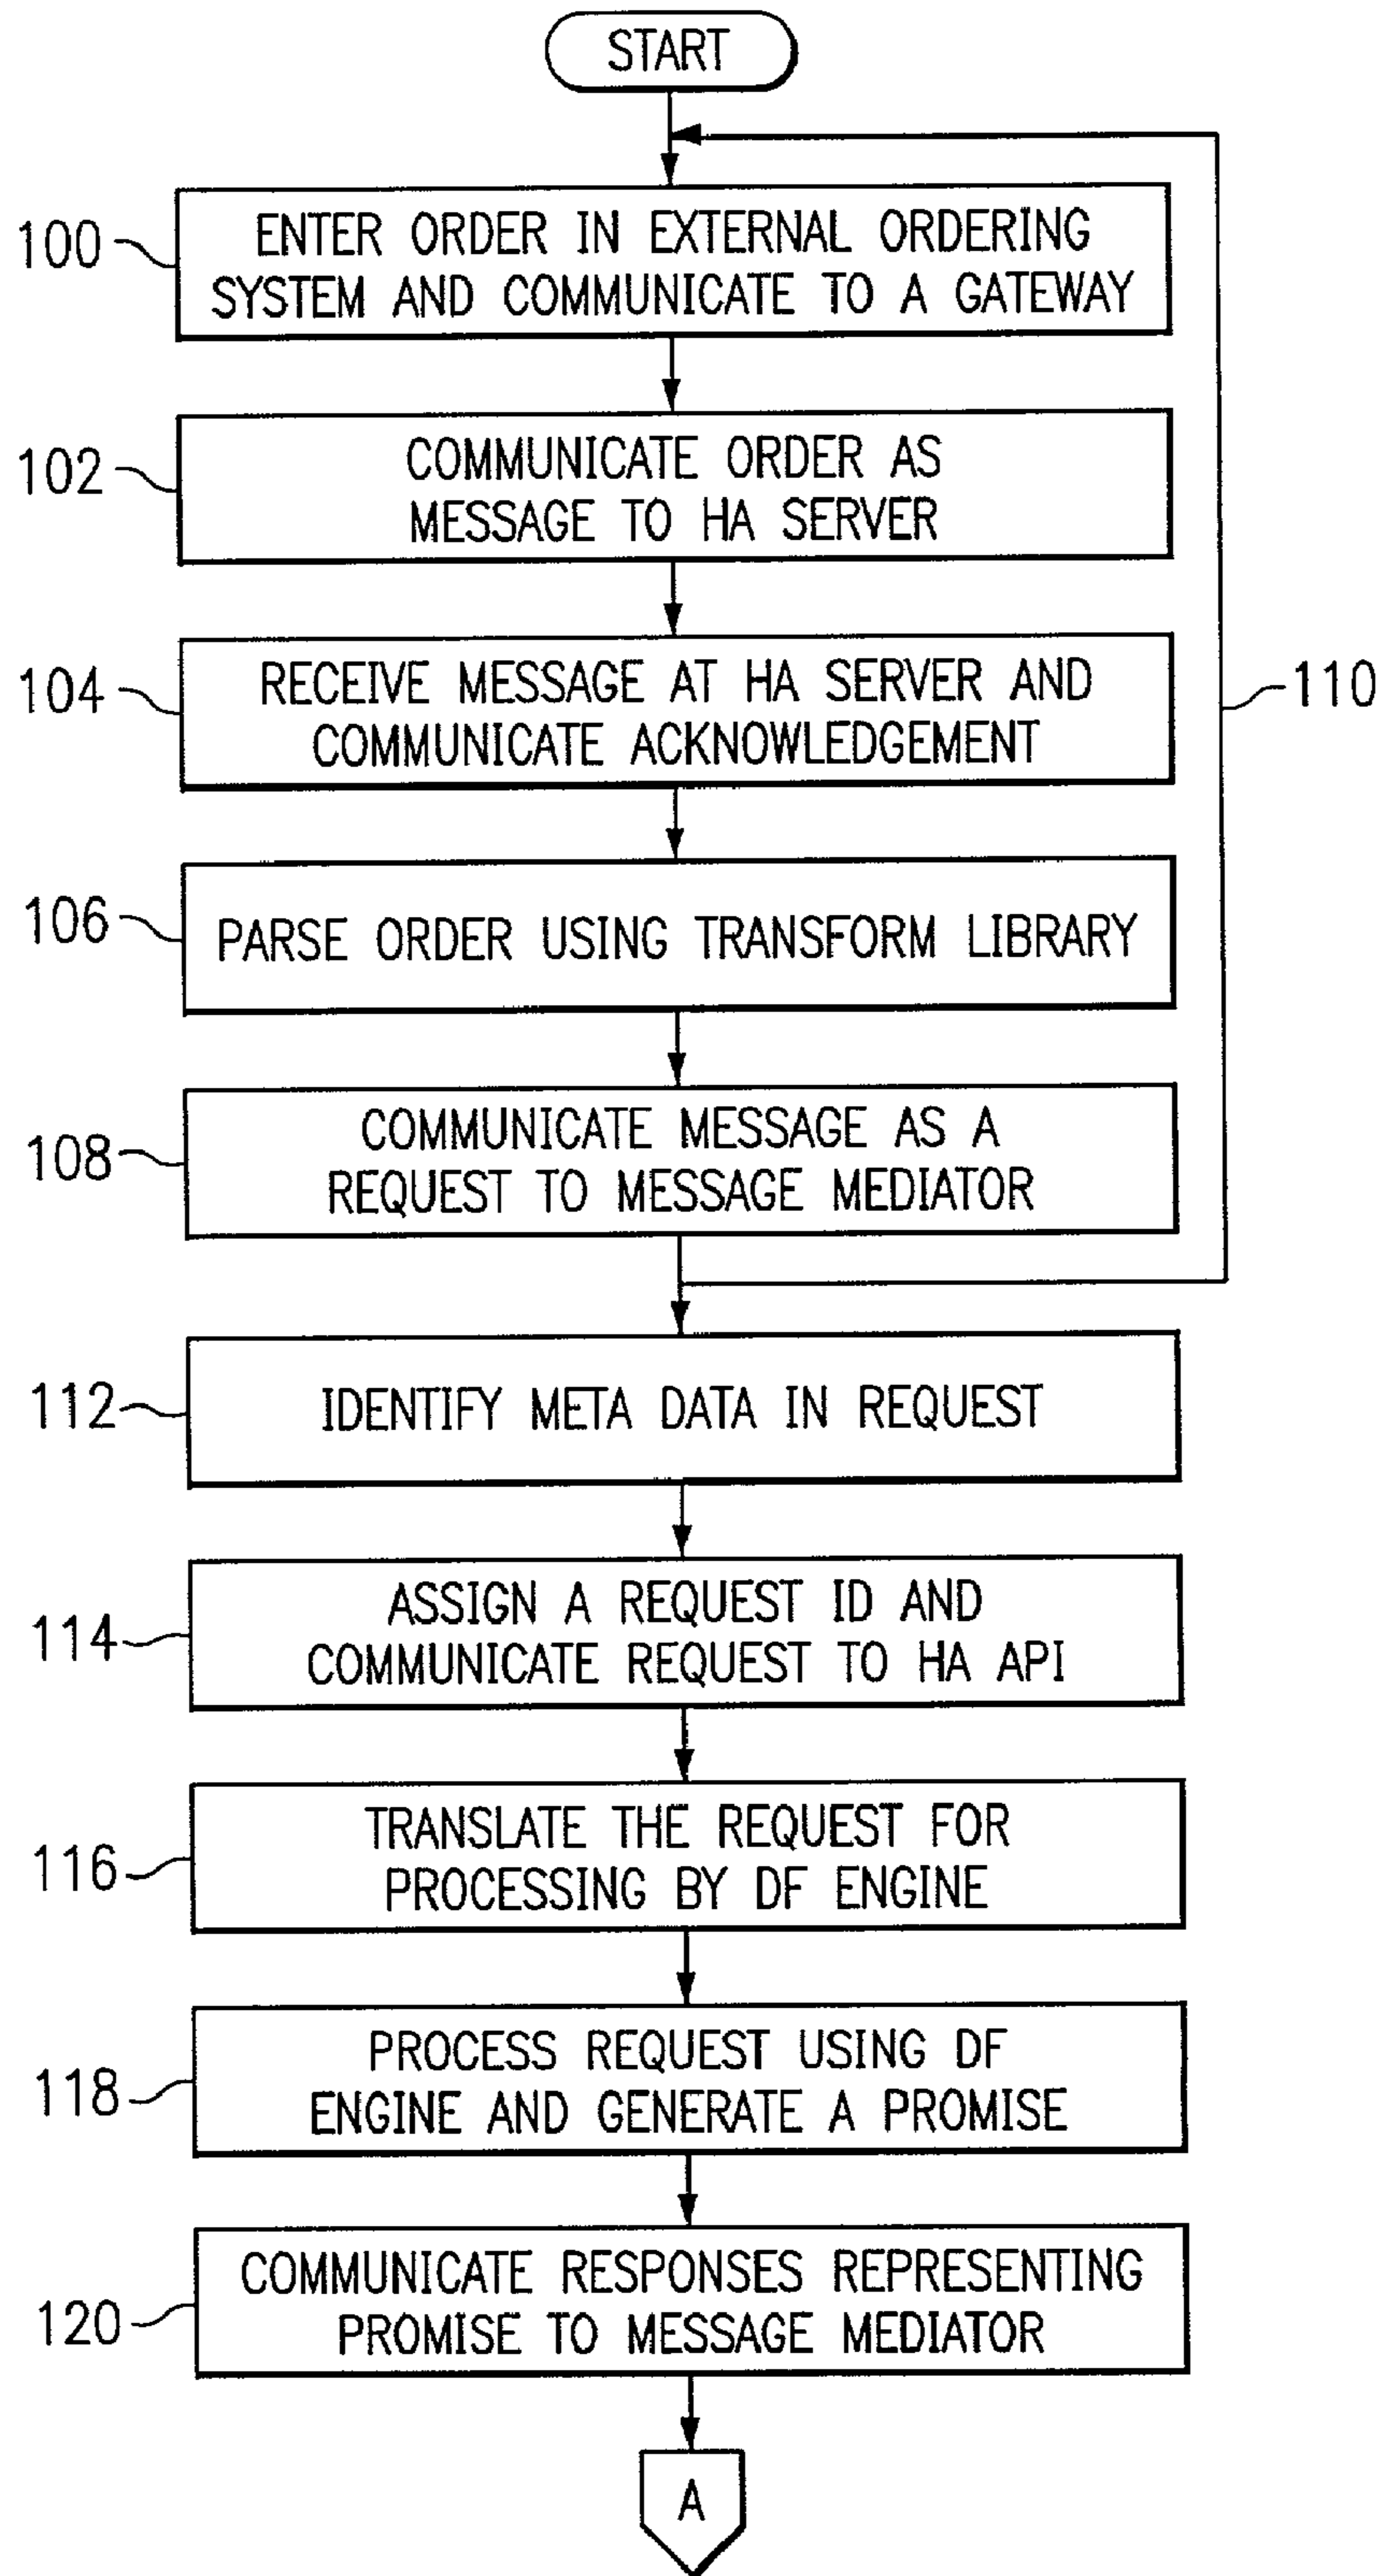 START
100
ENTER ORDER IN EXTERNAL ORDERING
SYSTEM AND COMMUNICATE TO A GATEWAY
102
COMMUNICATE ORDER AS
MESSAGE TO HA SERVER
104
RECEIVE MESSAGE AT HA SERVER AND
COMMUNICATE ACKNOWLEDGEMENT
110
106
PARSE ORDER USING TRANSFORM LIBRARY
108
COMMUNICATE MESSAGE AS A
REQUEST TO MESSAGE MEDIATOR
112
IDENTIFY META DATA IN REQUEST
114
ASSIGN A REQUEST ID AND
COMMUNICATE REQUEST TO HA API
116
TRANSLATE THE REQUEST FOR
PROCESSING BY DF ENGINE
118
PROCESS REQUEST USING DF
ENGINE AND GENERATE A PROMISE
120
COMMUNICATE RESPONSES REPRESENTING
PROMISE TO MESSAGE MEDIATOR
A